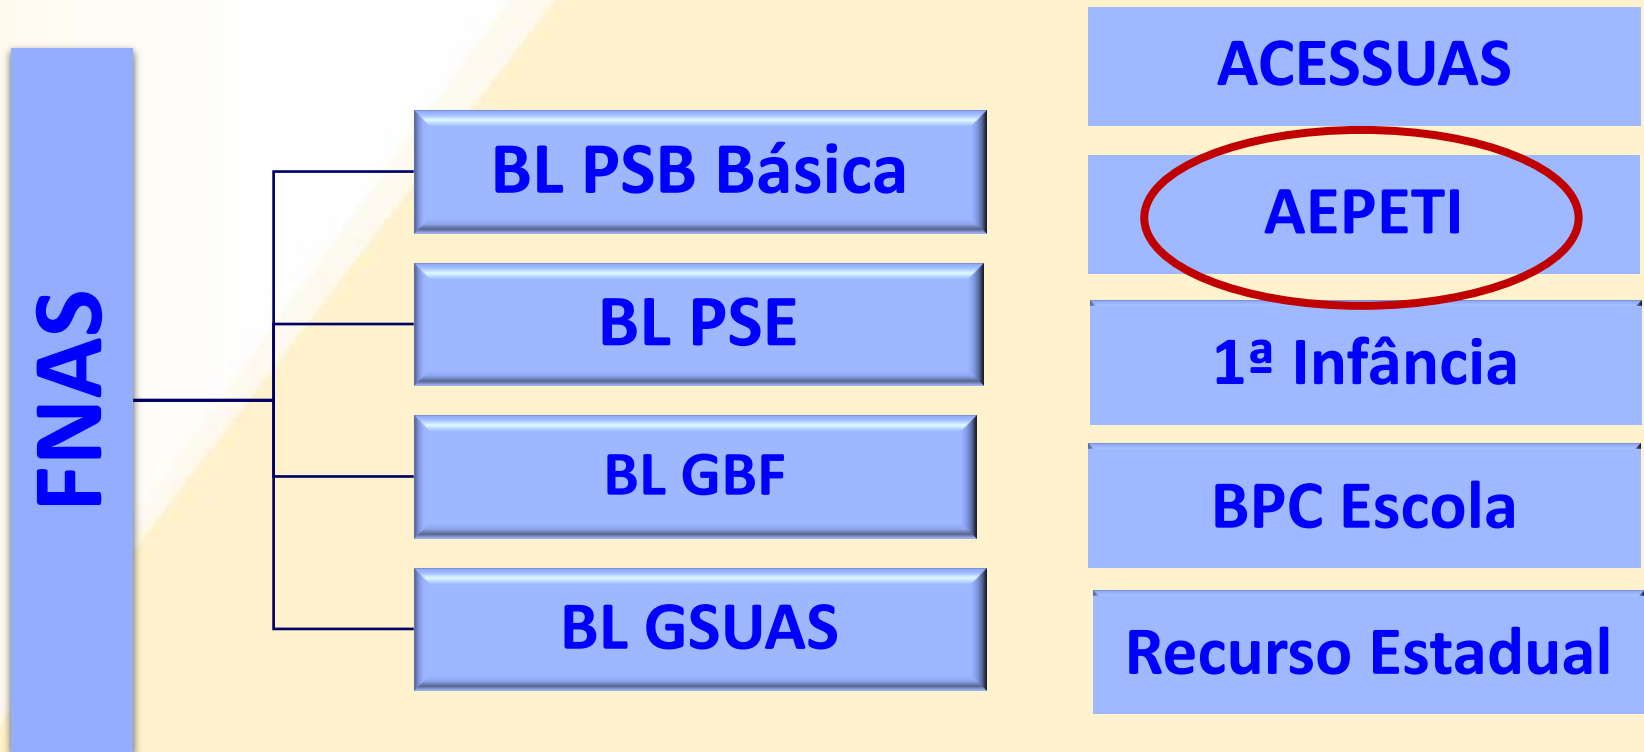 FNAS
BL PSB Básica
BL PSE
BL GBF
BL GSUAS
ACESSUAS
AEPETI
1ª Infância
BPC Escola
Recurso Estadual